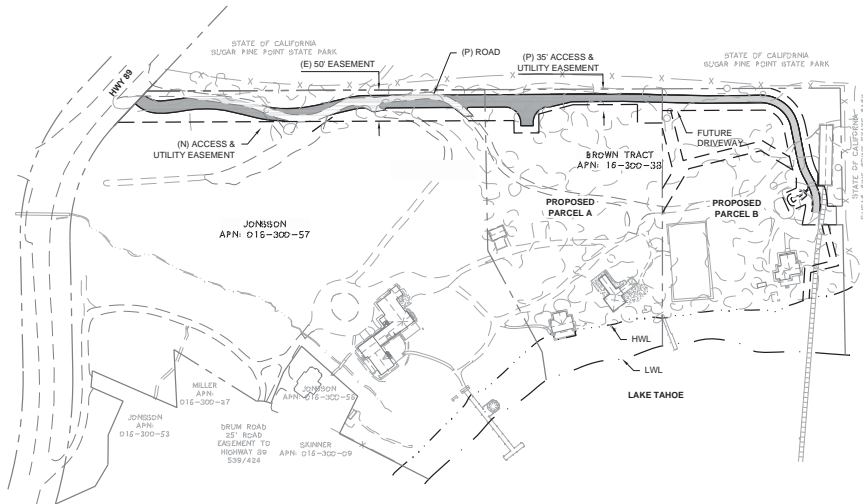 STATE OF CALIFORNIA
SUGAR PINE POINT STATE PARK
(E) 50' EASEMENT
(P) ROAD
(P) 35' ACCESS &
UTILITY EASEMENT
STATE OF CALIFORNIA
SUGAR PINE POINT STATE PARK
HWY 89
(N) ACCESS &
UTILITY EASEMENT
FUTURE
DRIVEWAY
BROWN TRACT
APN: 16-300-38
STATE OF CALIFORNIA
PROPOSED
PARCEL A
PROPOSED
PARCEL B
JONSSON
APN: 016-300-57
HWL
LWL
LAKE TAHOE
MILLER
APN:
016-300-27
JONSSON
APN: 016-300-56
JONSSON
APN:
016-300-53
DRUM ROAD
25' ROAD
EASEMENT TO
HIGHWAY 89
539/424
SKINNER
APN: 016-300-09